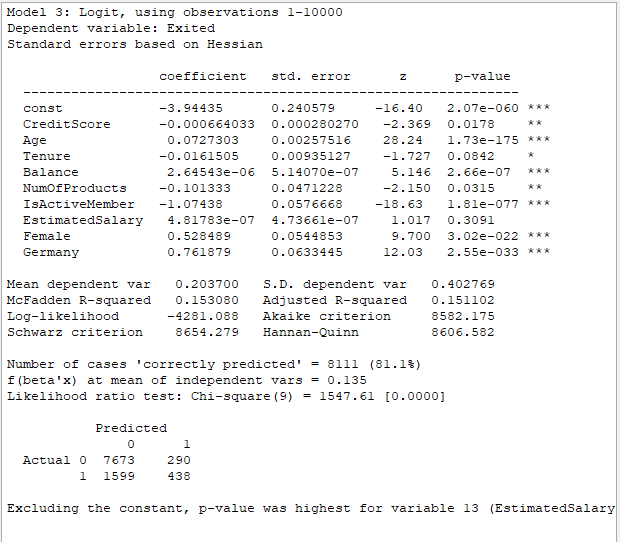 Model 3: Logit, using observations 1-10000
Dependent variable: Exited
Standard errors based on Hessian
coefficient std. error z p-value
---------------------------------------------------------------
const -3.94435 0.240579 -16.40 2.07e-060 ***
CreditScore -0.000664033 0.000280270 -2.369 0.0178 **
Age 0.0727303 0.00257516 28.24 1.73e-175 ***
Tenure -0.0161505 0.00935127 -1.727 0.0842 *
Balance 2.64543e-06 5.14070e-07 5.146 2.66e-07 ***
NumOfProducts -0.101333 0.0471228 -2.150 0.0315 **
IsActiveMember -1.07438 0.0576668 -18.63 1.81e-077 ***
EstimatedSalary 4.81783e-07 4.73661e-07 1.017 0.3091
Female 0.528489 0.0544853 9.700 3.02e-022 ***
Germany 0.761879 0.0633445 12.03 2.55e-033 ***
Mean dependent var 0.203700 S.D. dependent var 0.402769
McFadden R-squared 0.153080 Adjusted R-squared 0.151102
Log-likelihood -4281.088 Akaike criterion 8582.175
Schwarz criterion 8654.279 Hannan-Quinn 8606.582
Number of cases 'correctly predicted' = 8111 (81.1%)
f(beta'x) at mean of independent vars = 0.135
Likelihood ratio test: Chi-square(9) = 1547.61 [0.0000]
Predicted
0 1
Actual 0 7673 290
1 1599 438
Excluding the constant, p-value was highest for variable 13 (EstimatedSalary